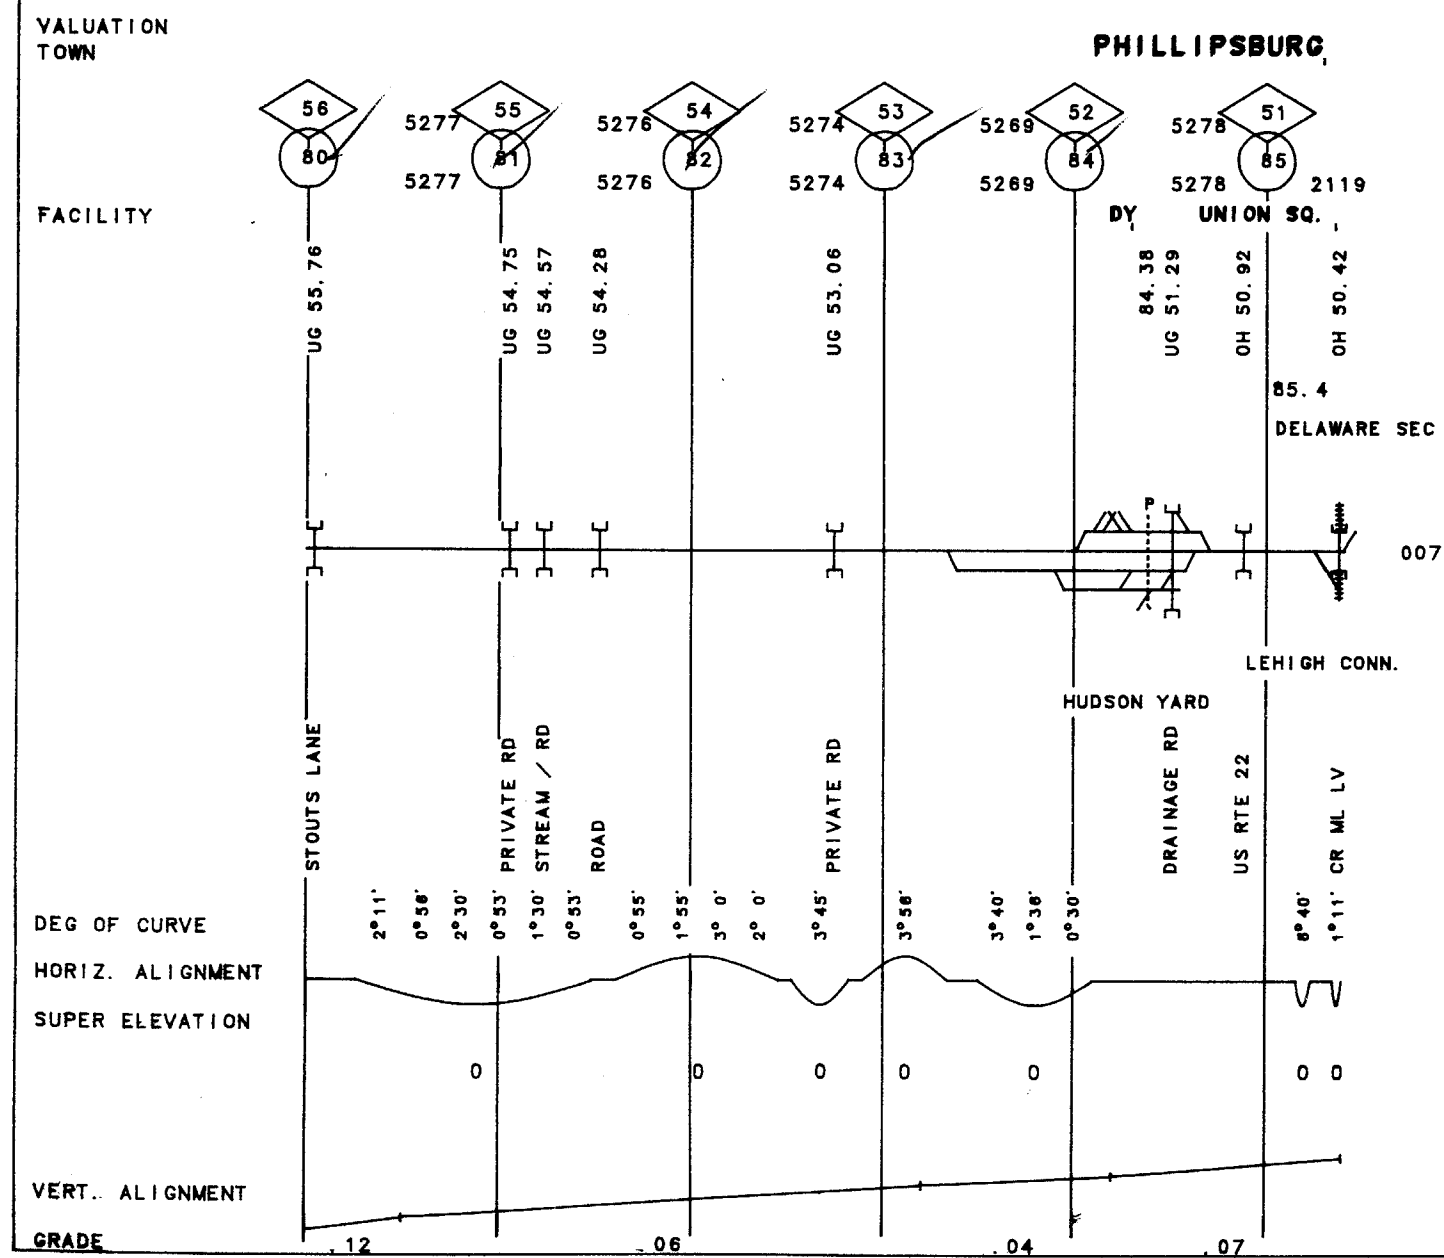 VALUATION
TOWN
PHILLIPSBURG
56 55 54 53 52 51
5277 5276 5274 5269 5278
80 81 82 83 84 85
5277 5276 5274 5269 5278 2119
FACILITY
DY UNION SQ.
UG 55.76
UG 54.75
UG 54.57
UG 54.28
UG 53.06
84.38
UG 51.29
OH 50.92
OH 50.42
85.4
DELAWARE SEC
P
007
LEHIGH CONN.
HUDSON YARD
STOUTS LANE
PRIVATE RD
STREAM / RD
ROAD
PRIVATE RD
DRAINAGE RD
US RTE 22
CR ML LV
DEG OF CURVE
2°11' 0°56' 2°30' 0°53' 1°30' 0°53' 0°55' 1°55' 3° 0' 2° 0' 3°45' 3°56' 3°40' 1°36' 0°30' 1°11'
HORIZ. ALIGNMENT
SUPER ELEVATION
0 0 0 0 0 0 0
VERT. ALIGNMENT
GRADE
.12 .06 .04 .07